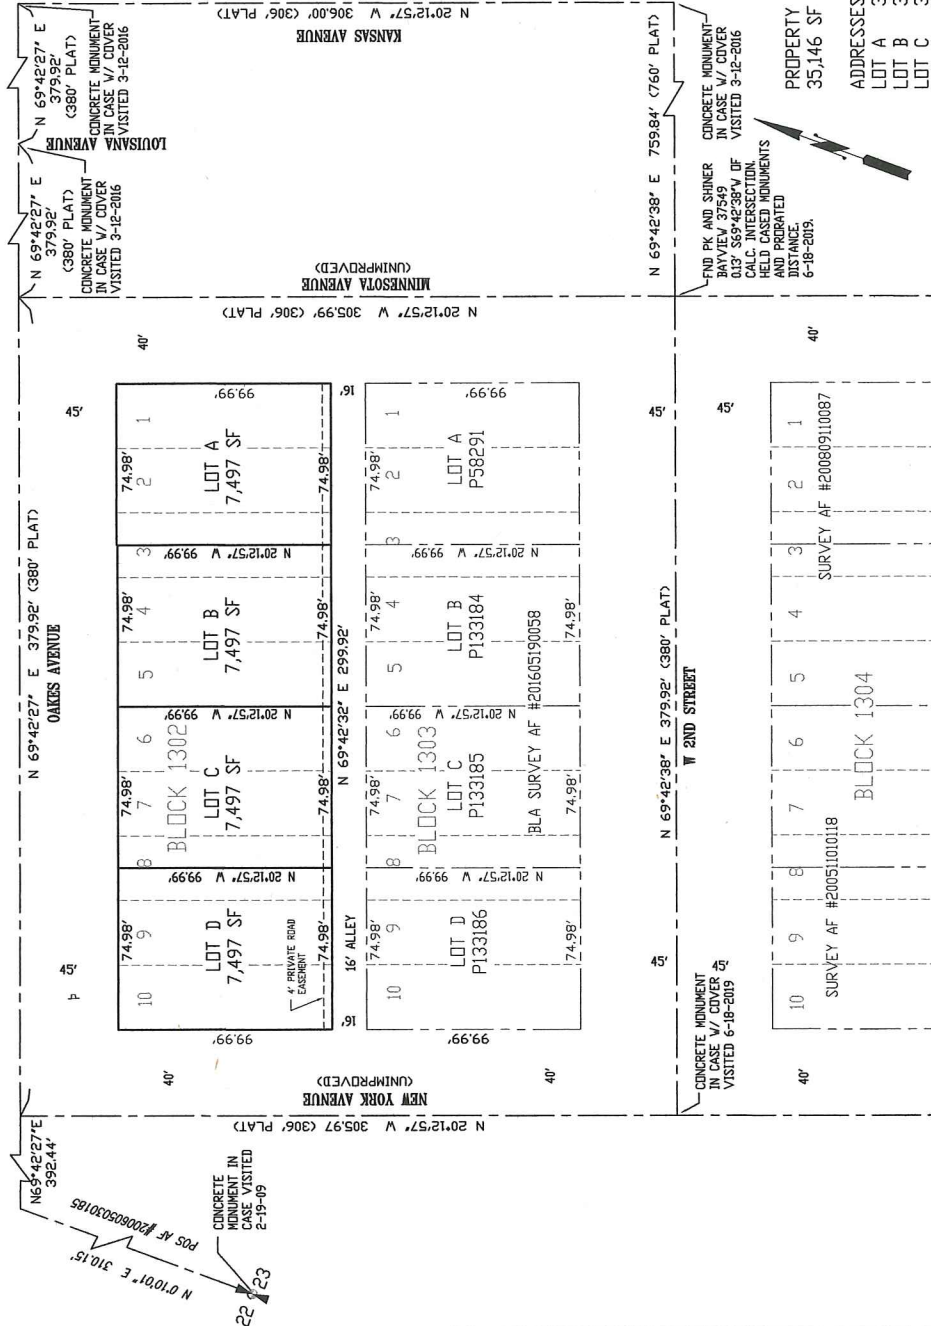 N 69°42'27" E
392.44'
N 0°10'01" E 310.15'
POS AF #200605030185
CONCRETE
MONUMENT IN
CASE VISITED
2-19-09
22
23
N 69°42'27" E 379.92' (380' PLAT)
OAKES AVENUE
N 69°42'27" E
379.92'
(380' PLAT)
CONCRETE MONUMENT
IN CASE W/ COVER
VISITED 3-12-2016
LOUISANA AVENUE
N 69°42'27" E
379.92'
(380' PLAT)
CONCRETE MONUMENT
IN CASE W/ COVER
VISITED 3-12-2016
N 20°12'57" W 306.00' (306' PLAT)
KANSAS AVENUE
N 20°12'57" W 305.97 (306' PLAT)
NEW YORK AVENUE
(UNIMPROVED)
40'
40'
45'
45'
40'
10
9
8
7
6
5
4
3
2
1
BLOCK 1302
74.98'
74.98'
74.98'
74.98'
LOT D
7,497 SF
LOT C
7,497 SF
LOT B
7,497 SF
LOT A
7,497 SF
99.99'
N 20°12'57" W 99.99'
N 20°12'57" W 99.99'
N 20°12'57" W 99.99'
99.99'
4' PRIVATE ROAD
EASEMENT
74.98'
74.98'
74.98'
74.98'
16'
16' ALLEY
N 69°42'32" E 299.92'
16'
74.98'
74.98'
74.98'
74.98'
10
9
8
7
6
5
4
3
2
1
BLOCK 1303
LOT D
P133186
LOT C
P133185
LOT B
P133184
LOT A
P58291
99.99'
N 20°12'57" W 99.99'
N 20°12'57" W 99.99'
N 20°12'57" W 99.99'
99.99'
BLA SURVEY AF #201605190058
74.98'
74.98'
74.98'
MINNESOTA AVENUE
(UNIMPROVED)
N 20°12'57" W 305.99' (306' PLAT)
45'
45'
N 69°42'38" E 379.92' (380' PLAT)
W 2ND STREET
N 69°42'38" E 759.84' (760' PLAT)
CONCRETE MONUMENT
IN CASE W/ COVER
VISITED 6-18-2019
45'
45'
FND PK AND SHINER
BAYVIEW 37549
0.13' S69°42'38"W OF
CALC. INTERSECTION.
HELD CASED MONUMENTS
AND PRORATED
DISTANCE.
6-18-2019.
CONCRETE MONUMENT
IN CASE W/ COVER
VISITED 3-12-2016
40'
40'
10
9
8
7
6
5
4
3
2
1
SURVEY AF #200511010118
SURVEY AF #200809110087
BLOCK 1304
PROPERTY
35,146 SF
ADDRESSES
LOT A 3
LOT B 3
LOT C 3